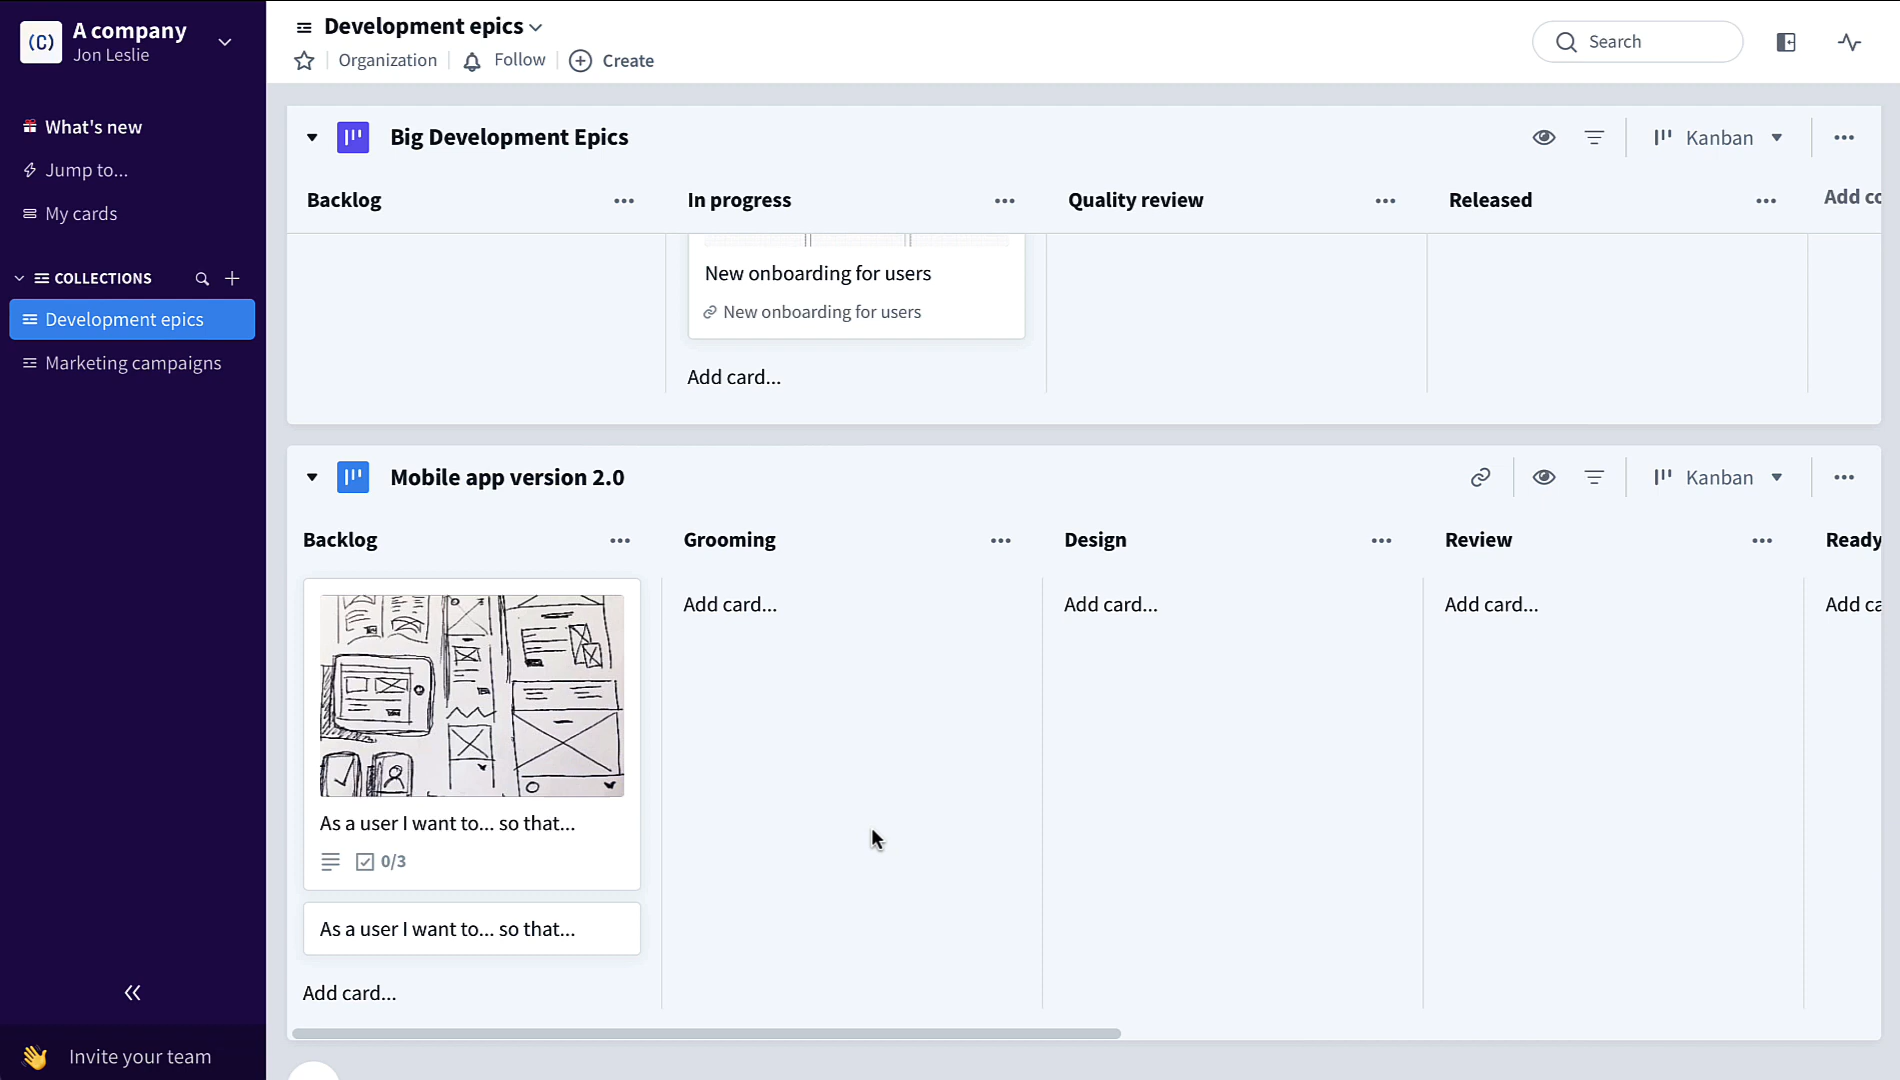 (C)
A company
Jon Leslie
What's new
Jump to...
My cards
COLLECTIONS
Development epics
Marketing campaigns
Invite your team
Development epics
Organization
Follow
Create
Search
Big Development Epics
Kanban
Backlog
In progress
Quality review
Released
Add co
New onboarding for users
New onboarding for users
Add card...
Mobile app version 2.0
Kanban
Backlog
Grooming
Design
Review
Ready
As a user I want to... so that...
0/3
As a user I want to... so that...
Add card...
Add card...
Add card...
Add card...
Add ca